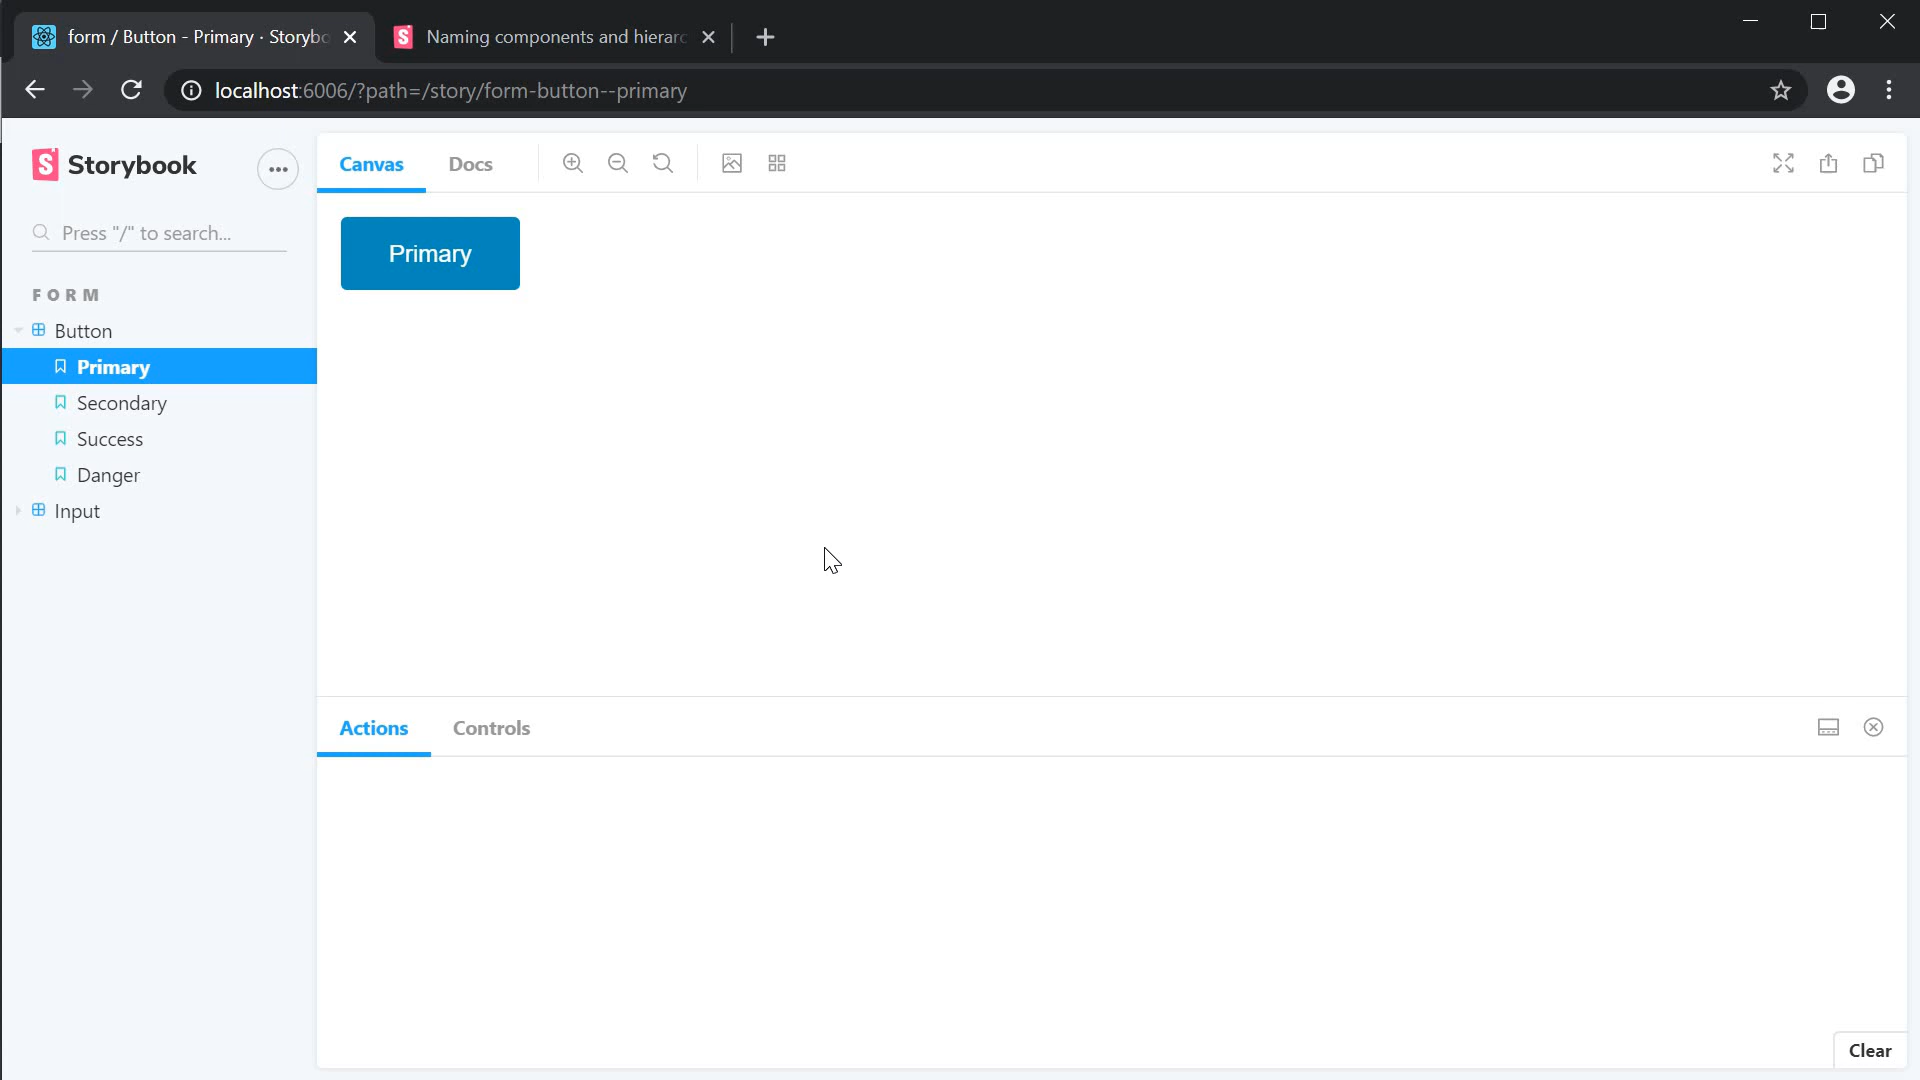 form / Button - Primary · Storybo
Naming components and hierarc
localhost:6006/?path=/story/form-button--primary
Storybook
Canvas
Docs
Press "/" to search...
Primary
FORM
Button
Primary
Secondary
Success
Danger
Input
Actions
Controls
Clear